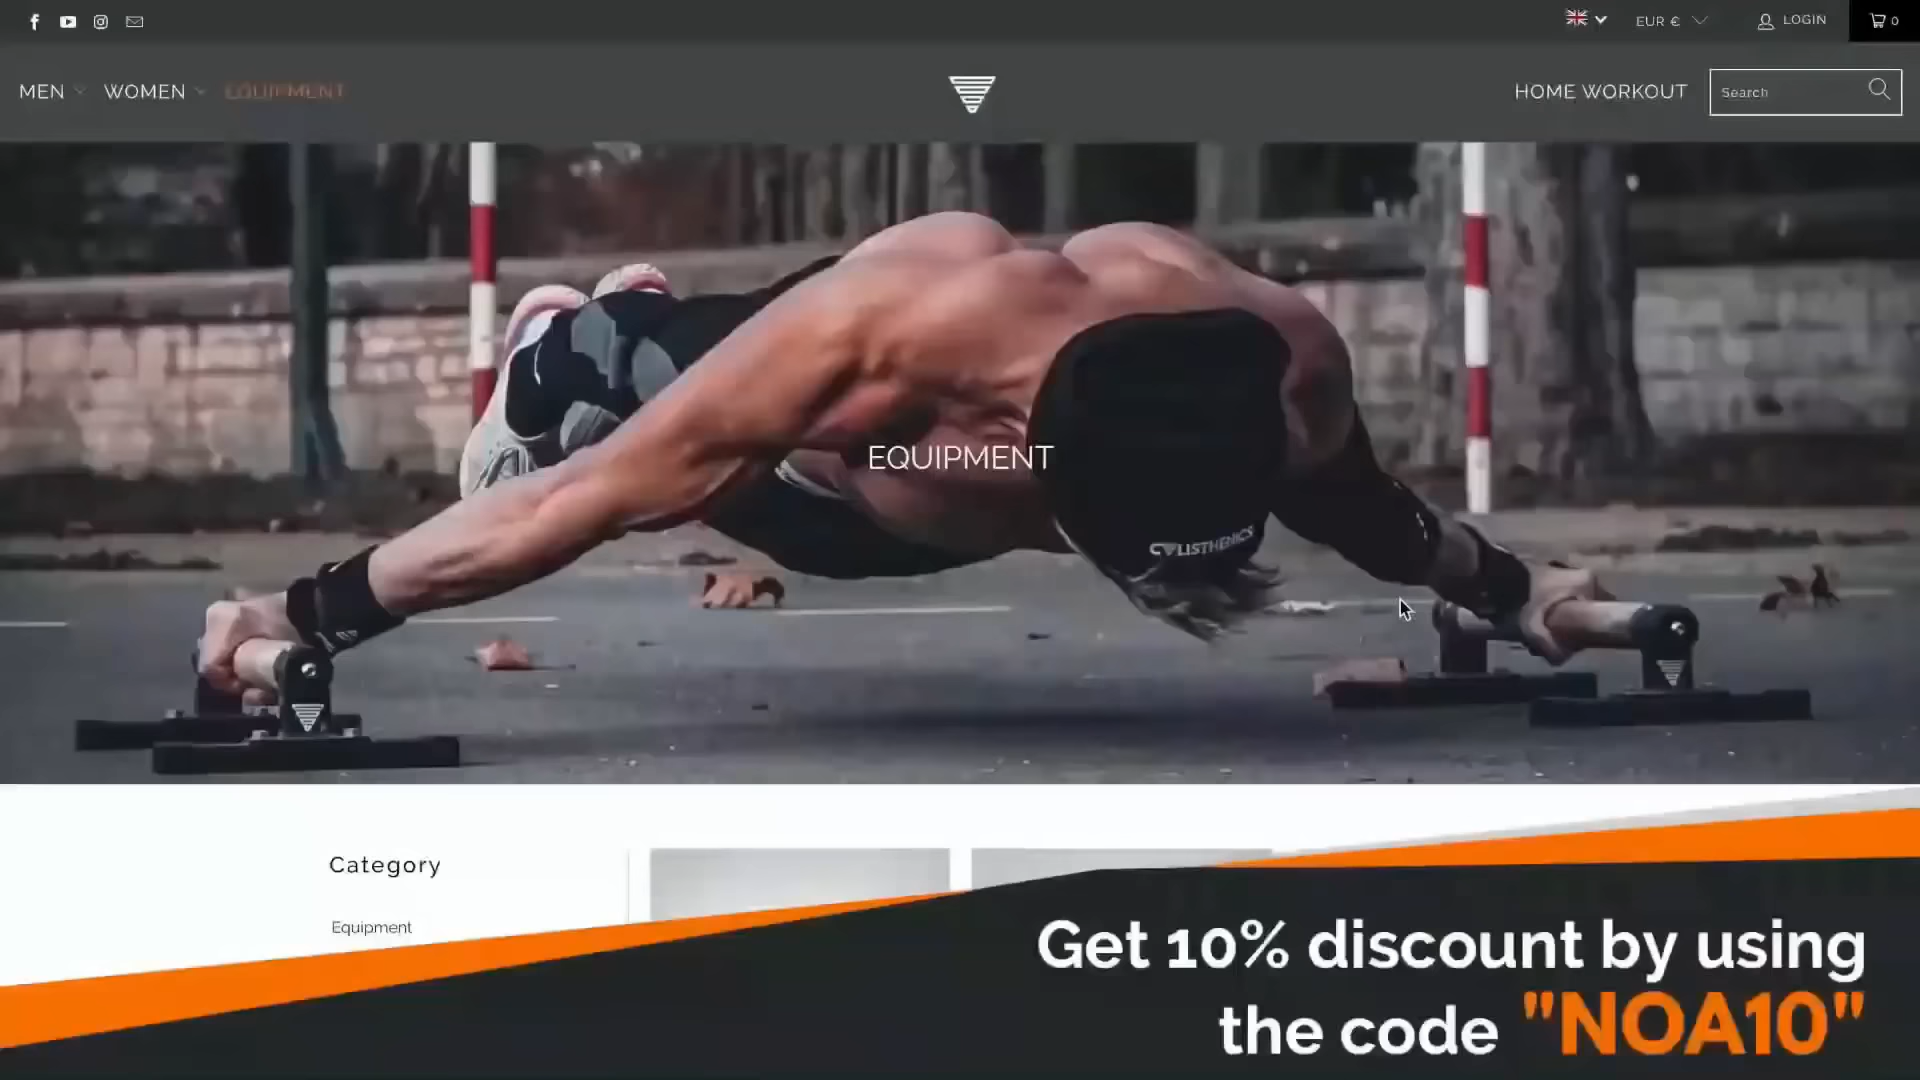 EUR €
LOGIN
0
MEN
WOMEN
EQUIPMENT
HOME WORKOUT
Search
EQUIPMENT
CALISTHENICS
Category
Equipment
Get 10% discount by using
the code "NOA10"